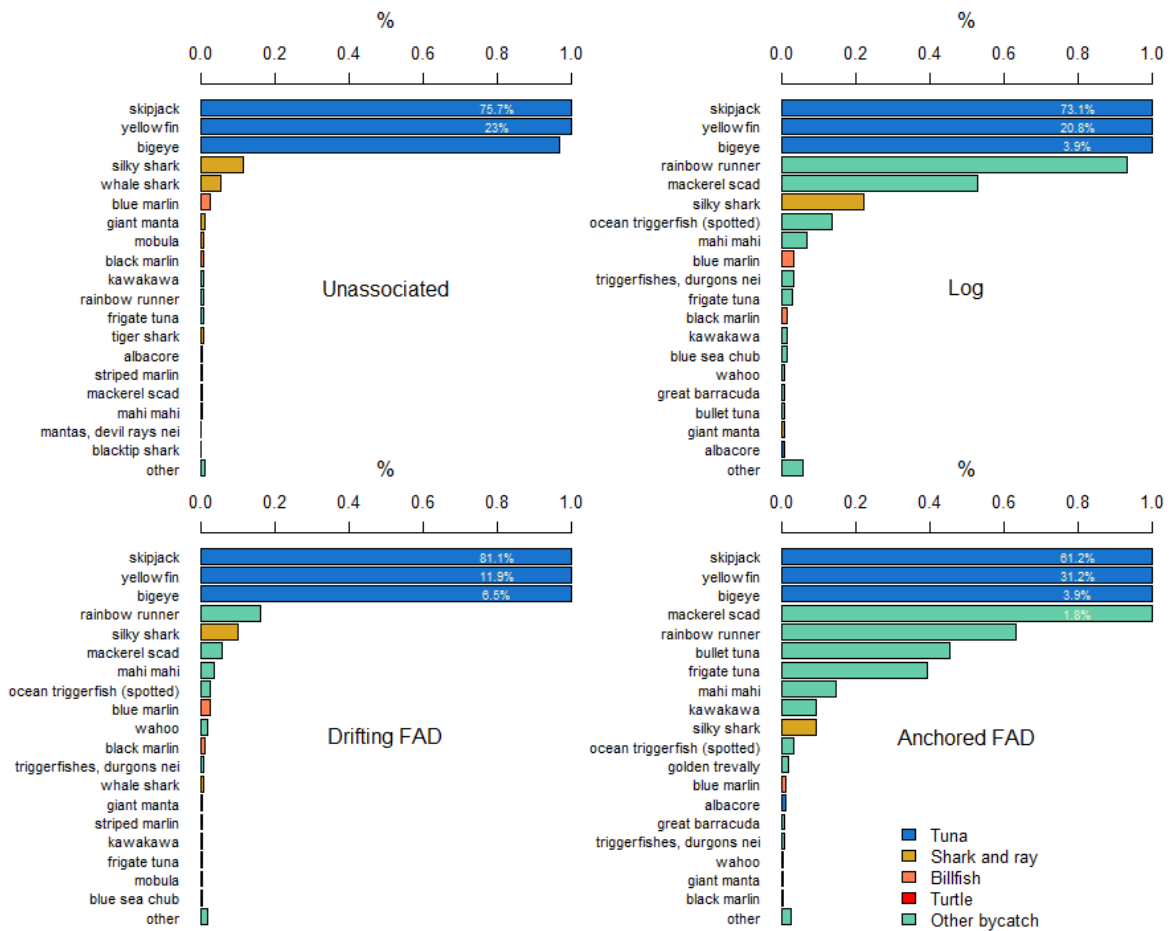 %
0.0 0.2 0.4 0.6 0.8 1.0
skipjack 75.7%
yellowfin 23%
bigeye
silky shark
whale shark
blue marlin
giant manta
mobula
black marlin
kawakawa
rainbow runner
frigate tuna
tiger shark
albacore
striped marlin
mackerel scad
mahi mahi
mantas, devil rays nei
blacktip shark
other
Unassociated
%
0.0 0.2 0.4 0.6 0.8 1.0
skipjack 73.1%
yellowfin 20.8%
bigeye 3.9%
rainbow runner
mackerel scad
silky shark
ocean triggerfish (spotted)
mahi mahi
blue marlin
triggerfishes, durgons nei
frigate tuna
black marlin
kawakawa
blue sea chub
wahoo
great barracuda
bullet tuna
giant manta
albacore
other
Log
%
0.0 0.2 0.4 0.6 0.8 1.0
skipjack 81.1%
yellowfin 11.9%
bigeye 6.5%
rainbow runner
silky shark
mackerel scad
mahi mahi
ocean triggerfish (spotted)
blue marlin
wahoo
black marlin
triggerfishes, durgons nei
whale shark
giant manta
striped marlin
kawakawa
frigate tuna
mobula
blue sea chub
other
Drifting FAD
%
0.0 0.2 0.4 0.6 0.8 1.0
skipjack 61.2%
yellowfin 31.2%
bigeye 3.9%
mackerel scad 1.8%
rainbow runner
bullet tuna
frigate tuna
mahi mahi
kawakawa
silky shark
ocean triggerfish (spotted)
golden trevally
blue marlin
albacore
great barracuda
triggerfishes, durgons nei
wahoo
giant manta
black marlin
other
Anchored FAD
Tuna
Shark and ray
Billfish
Turtle
Other bycatch